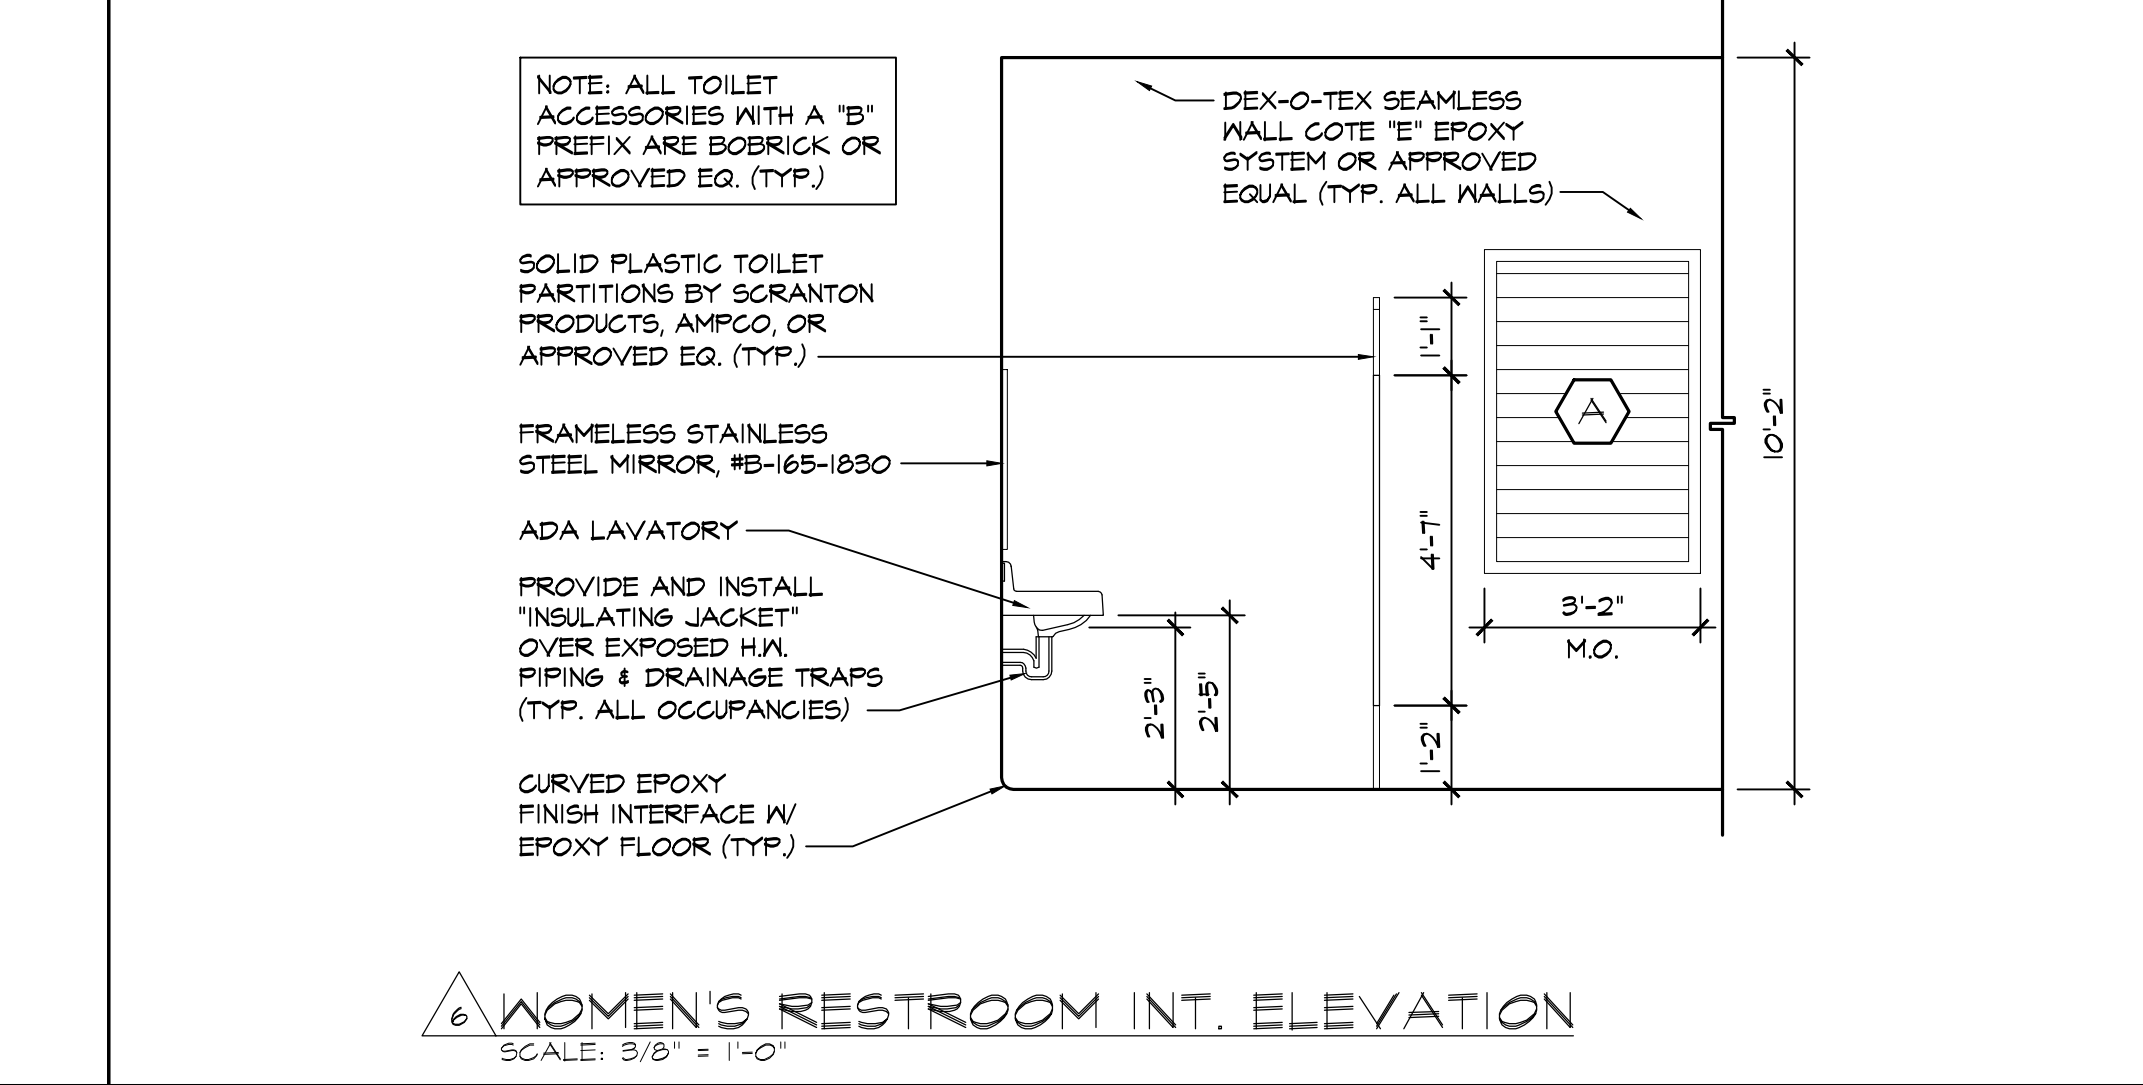 NOTE: ALL TOILET
ACCESSORIES WITH A "B"
PREFIX ARE BOBRICK OR
APPROVED EQ. (TYP.)
DEX-O-TEX SEAMLESS
WALL COTE "E" EPOXY
SYSTEM OR APPROVED
EQUAL (TYP. ALL WALLS)
SOLID PLASTIC TOILET
PARTITIONS BY SCRANTON
PRODUCTS, AMPCO, OR
APPROVED EQ. (TYP.)
FRAMELESS STAINLESS
STEEL MIRROR, #B-165-1830
ADA LAVATORY
PROVIDE AND INSTALL
"INSULATING JACKET"
OVER EXPOSED H.W.
PIPING & DRAINAGE TRAPS
(TYP. ALL OCCUPANCIES)
CURVED EPOXY
FINISH INTERFACE W/
EPOXY FLOOR (TYP.)
2'-3"
2'-5"
1'-1"
4'-7"
1'-2"
A
3'-2"
M.O.
10'-2"
6
WOMEN'S RESTROOM INT. ELEVATION
SCALE: 3/8" = 1'-0"